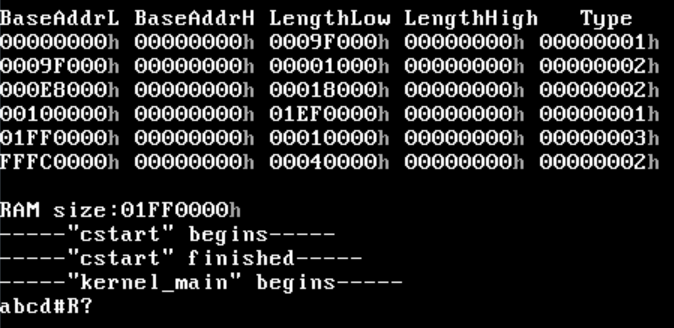 BaseAddrL BaseAddrH LengthLow LengthHigh Type
00000000h 00000000h 0009F000h 00000000h 00000001h
0009F000h 00000000h 00001000h 00000000h 00000002h
000E8000h 00000000h 00018000h 00000000h 00000002h
00100000h 00000000h 01EF0000h 00000000h 00000001h
01FF0000h 00000000h 00010000h 00000000h 00000003h
FFFC0000h 00000000h 00040000h 00000000h 00000002h
RAM size:01FF0000h
-----"cstart" begins-----
-----"cstart" finished-----
-----"kernel_main" begins-----
abcd#R?